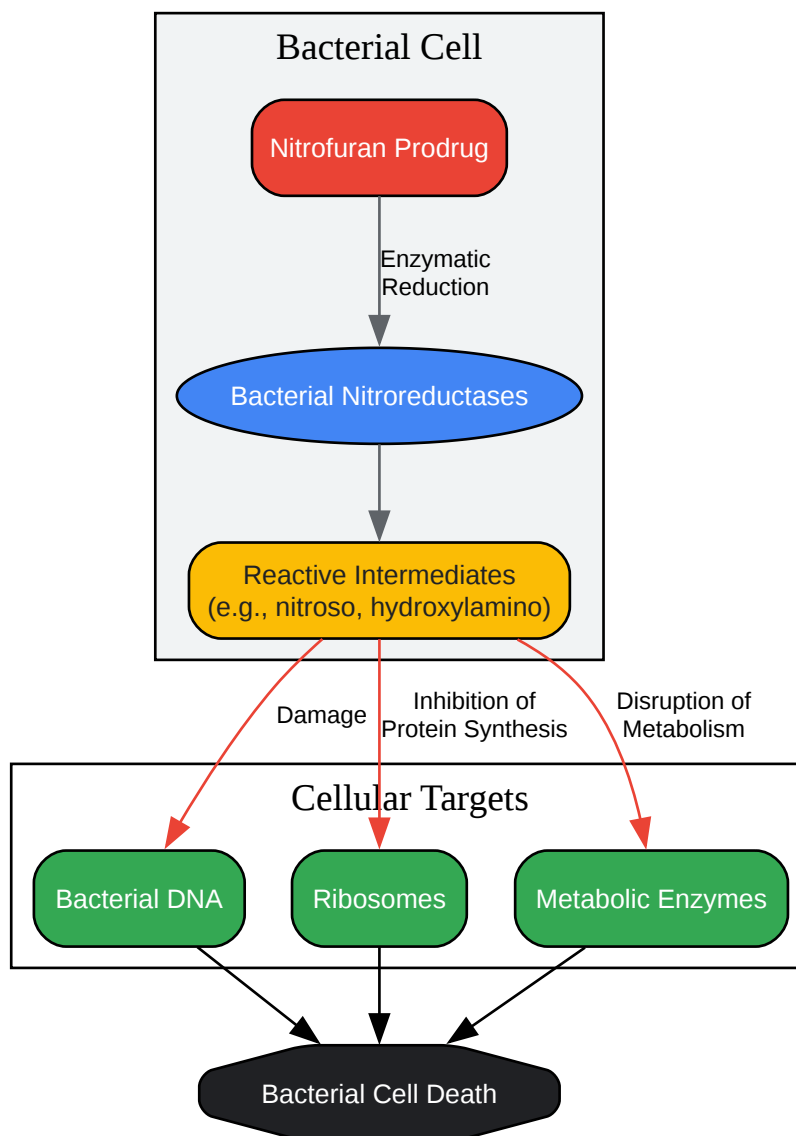 Bacterial Cell
Nitrofuran Prodrug
Enzymatic
Reduction
Bacterial Nitroreductases
Reactive Intermediates
(e.g., nitroso, hydroxylamino)
Damage
Inhibition of
Protein Synthesis
Disruption of
Metabolism
Cellular Targets
Bacterial DNA
Ribosomes
Metabolic Enzymes
Bacterial Cell Death